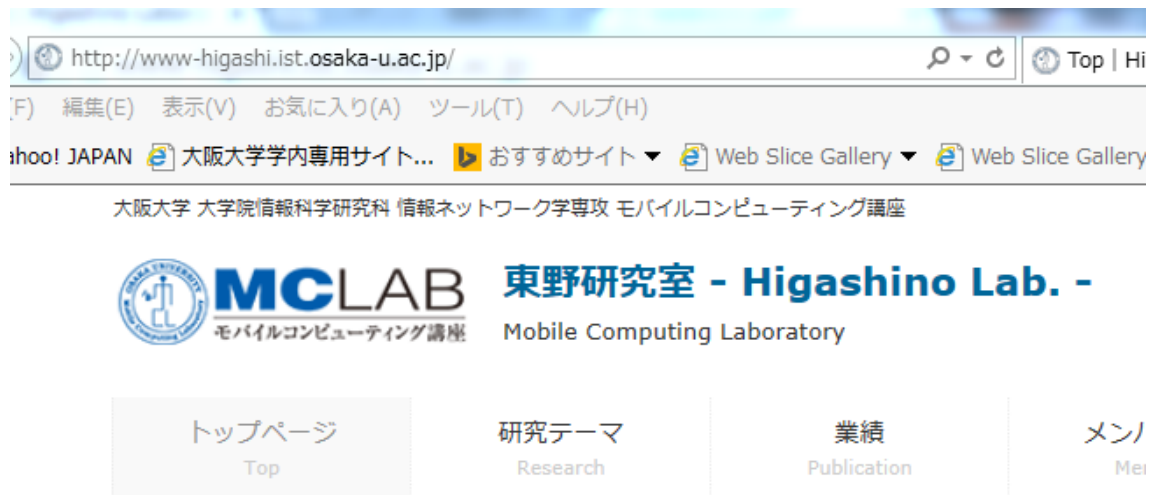 http://www-higashi.ist.osaka-u.ac.jp/ Top | Hi
(F) 編集(E) 表示(V) お気に入り(A) ツール(T) ヘルプ(H)
ahoo! JAPAN 大阪大学学内専用サイト... おすすめサイト ▼ Web Slice Gallery ▼ Web Slice Gallery
大阪大学 大学院情報科学研究科 情報ネットワーク学専攻 モバイルコンピューティング講座
MCLAB 東野研究室 - Higashino Lab. -
モバイルコンピューティング講座 Mobile Computing Laboratory
トップページ 研究テーマ 業績 メン
Top Research Publication Me